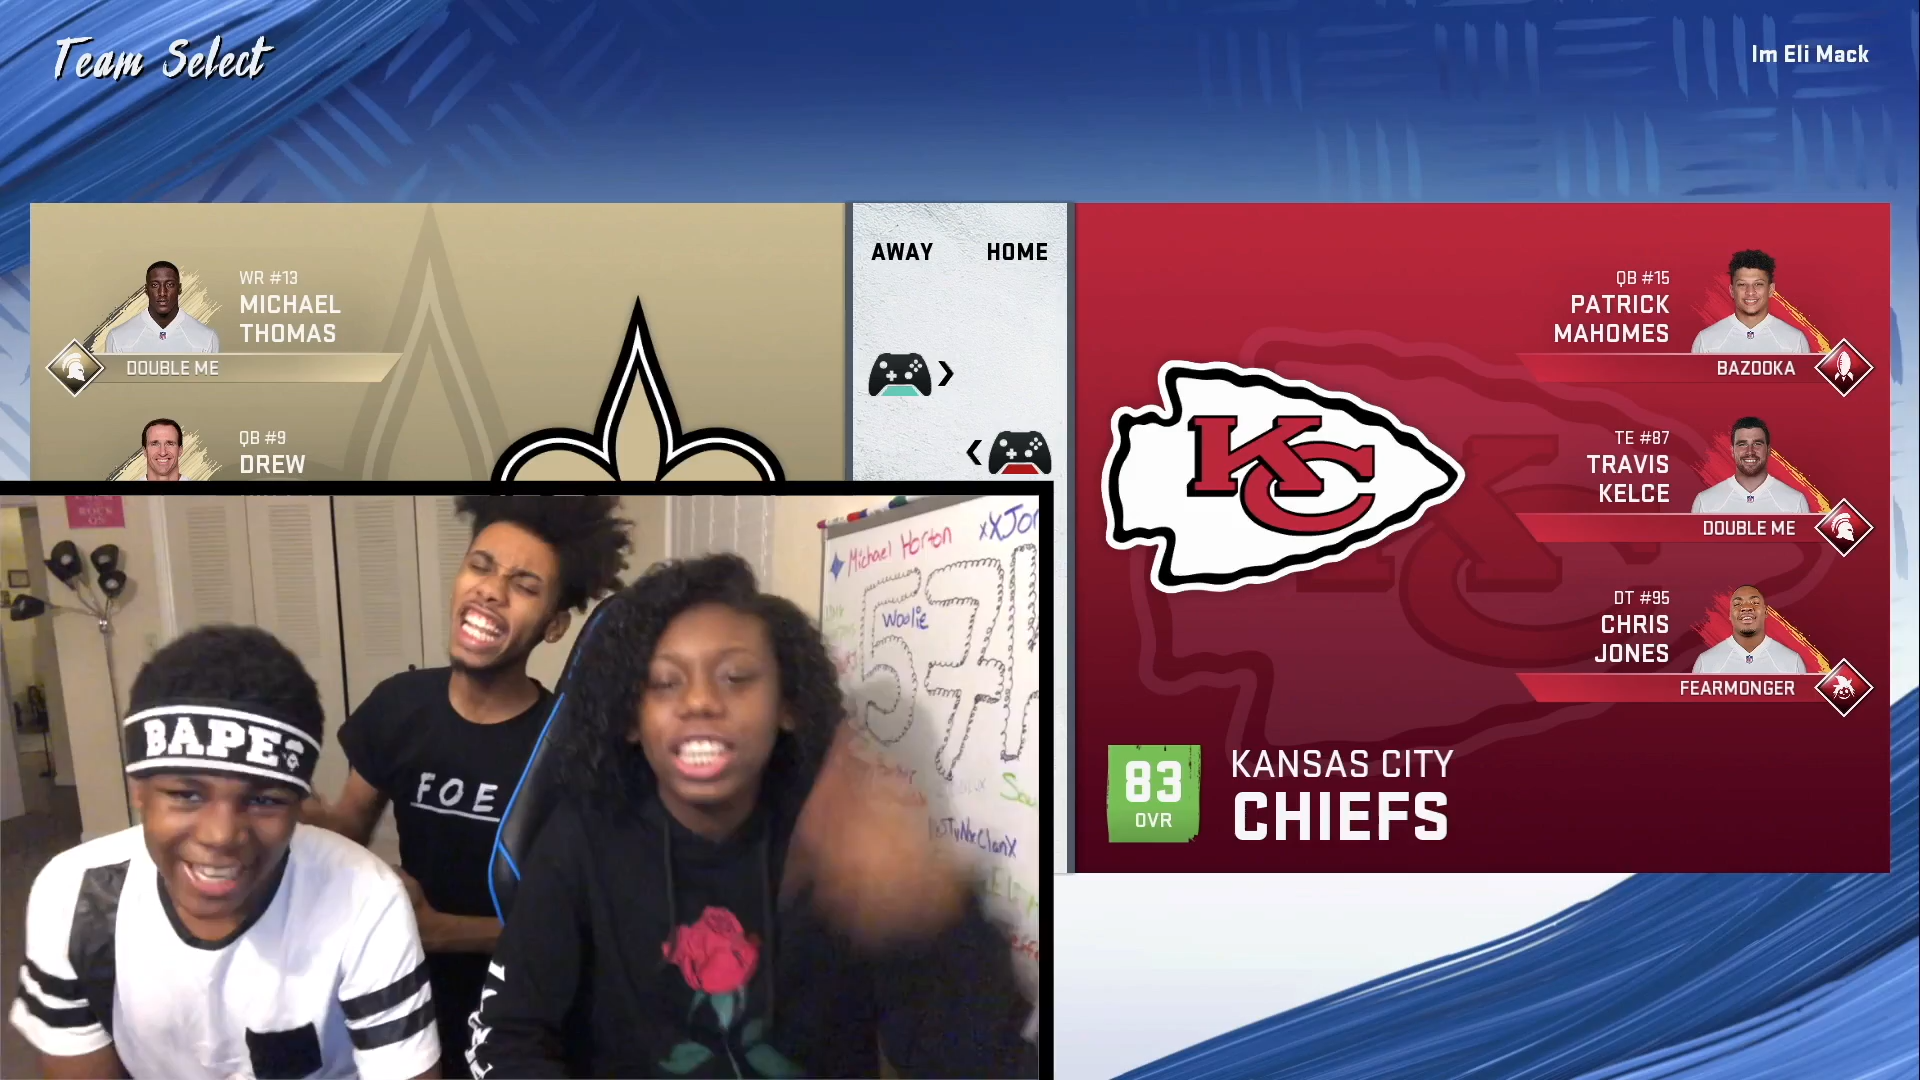 Team Select
Im Eli Mack
AWAY HOME
WR #13
MICHAEL
THOMAS
DOUBLE ME
QB #9
DREW
QB #15
PATRICK
MAHOMES
BAZOOKA
TE #87
TRAVIS
KELCE
DOUBLE ME
DT #95
CHRIS
JONES
FEARMONGER
KC
83
OVR
KANSAS CITY
CHIEFS
Michael Horton
Woolie
BAPE
FOE